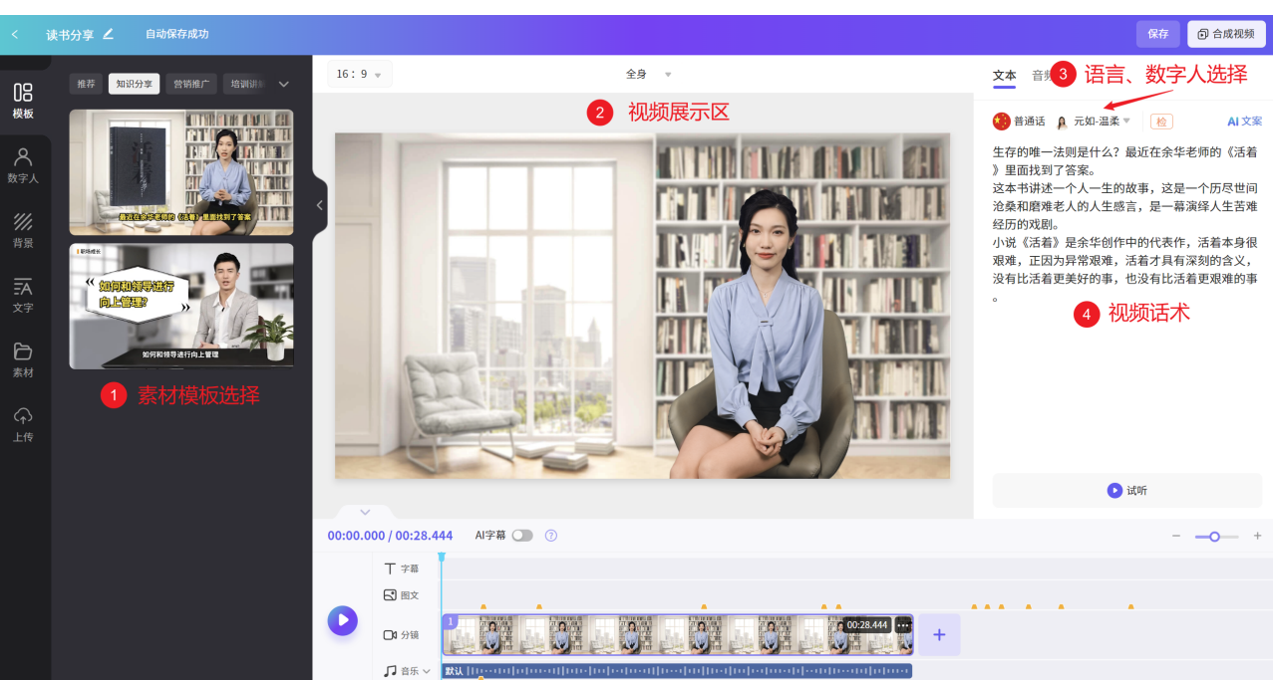 读书分享
自动保存成功
保存
合成视频
模板
数字人
背景
文字
素材
上传
推荐
知识分享
营销推广
培训讲
最近在余华老师的《活着》里面找到了答案
职场成长
如何和领导进行
向上管理?
如何和领导进行向上管理
1 素材模板选择
16：9
全身
2 视频展示区
文本
3 语言、数字人选择
普通话
元如-温柔
检
AI 文案
生存的唯一法则是什么？最近在余华老师的《活着
》里面找到了答案。
这本书讲述一个人一生的故事，这是一个历尽世间
沧桑和磨难老人的人生感言，是一幕演绎人生苦难
经历的戏剧。
小说《活着》是余华创作中的代表作，活着本身很
艰难，正因为异常艰难，活着才具有深刻的含义，
没有比活着更美好的事，也没有比活着更艰难的事
。
4 视频话术
试听
00:00.000 / 00:28.444
AI字幕
?
字幕
图文
分镜
1
00:28.444
音乐
默认